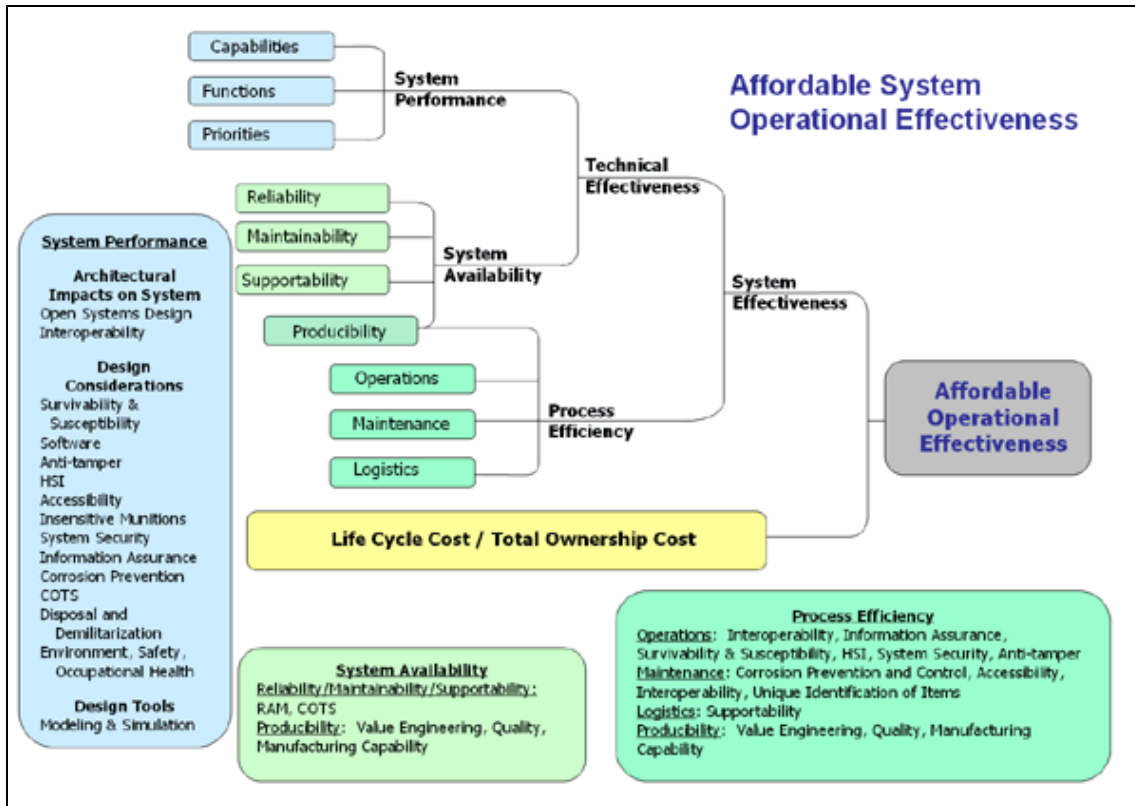 Affordable System
Operational Effectiveness
Capabilities
Functions
Priorities
System
Performance
Reliability
Maintainability
Supportability
Producibility
System
Availability
Technical
Effectiveness
Operations
Maintenance
Logistics
Process
Efficiency
System
Effectiveness
Affordable
Operational
Effectiveness
Life Cycle Cost / Total Ownership Cost
System Performance
Architectural
Impacts on System
Open Systems Design
Interoperability
Design
Considerations
Survivability &
Susceptibility
Software
Anti-tamper
HSI
Accessibility
Insensitive Munitions
System Security
Information Assurance
Corrosion Prevention
COTS
Disposal and
Demilitarization
Environment, Safety,
Occupational Health
Design Tools
Modeling & Simulation
System Availability
Reliability/Maintainability/Supportability:
RAM, COTS
Producibility: Value Engineering, Quality,
Manufacturing Capability
Process Efficiency
Operations: Interoperability, Information Assurance,
Survivability & Susceptibility, HSI, System Security, Anti-tamper
Maintenance: Corrosion Prevention and Control, Accessibility,
Interoperability, Unique Identification of Items
Logistics: Supportability
Producibility: Value Engineering, Quality, Manufacturing
Capability